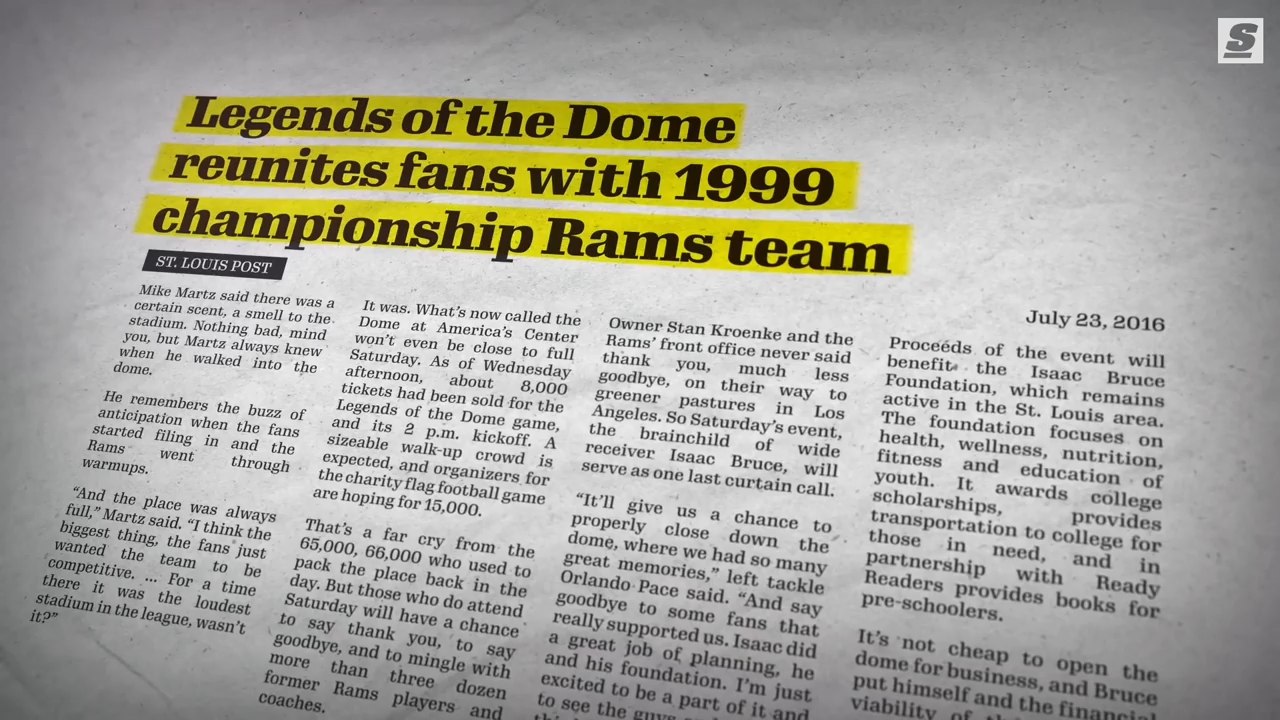 S
Legends of the Dome
reunites fans with 1999
championship Rams team
ST. LOUIS POST
July 23, 2016
Mike Martz said there was a
certain scent, a smell to the
stadium. Nothing bad, mind
you, but Martz always knew
when he walked into the
dome.
He remembers the buzz of
anticipation when the fans
started filing in and the
Rams went through
warmups.
“And the place was always
full,” Martz said. “I think the
biggest thing, the fans just
wanted the team to be
competitive. ... For a time
there it was the loudest
stadium in the league, wasn’t
it?”
It was. What’s now called the
Dome at America’s Center
won’t even be close to full
Saturday. As of Wednesday
afternoon, about 8,000
tickets had been sold for the
Legends of the Dome game,
and its 2 p.m. kickoff. A
sizeable walk-up crowd is
expected, and organizers for
the charity flag football game
are hoping for 15,000.
That’s a far cry from the
65,000, 66,000 who used to
pack the place back in the
day. But those who do attend
Saturday will have a chance
to say thank you, to say
goodbye, and to mingle with
more than three dozen
former Rams players and
coaches.
Owner Stan Kroenke and the
Rams’ front office never said
thank you, much less
goodbye, on their way to
greener pastures in Los
Angeles. So Saturday’s event,
the brainchild of wide
receiver Isaac Bruce, will
serve as one last curtain call.
“It’ll give us a chance to
properly close down the
dome, where we had so many
great memories,” left tackle
Orlando Pace said. “And say
goodbye to some fans that
really supported us. Isaac did
a great job of planning, he
and his foundation. I’m just
excited to be a part of it and
to see the guys
Proceeds of the event will
benefit the Isaac Bruce
Foundation, which remains
active in the St. Louis area.
The foundation focuses on
health, wellness, nutrition,
fitness and education of
youth. It awards college
scholarships, provides
transportation to college for
those in need, and in
partnership with Ready
Readers provides books for
pre-schoolers.
It’s not cheap to open the
dome for business, and Bruce
put himself and the financial
viability of